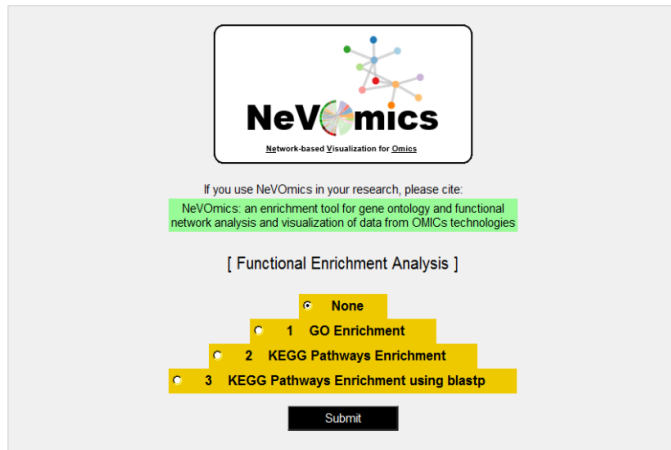 NeVOmics
Network-based Visualization for Omics
If you use NeVOmics in your research, please cite:
NeVOmics: an enrichment tool for gene ontology and functional
network analysis and visualization of data from OMICs technologies
[ Functional Enrichment Analysis ]
None
1 GO Enrichment
2 KEGG Pathways Enrichment
3 KEGG Pathways Enrichment using blastp
Submit